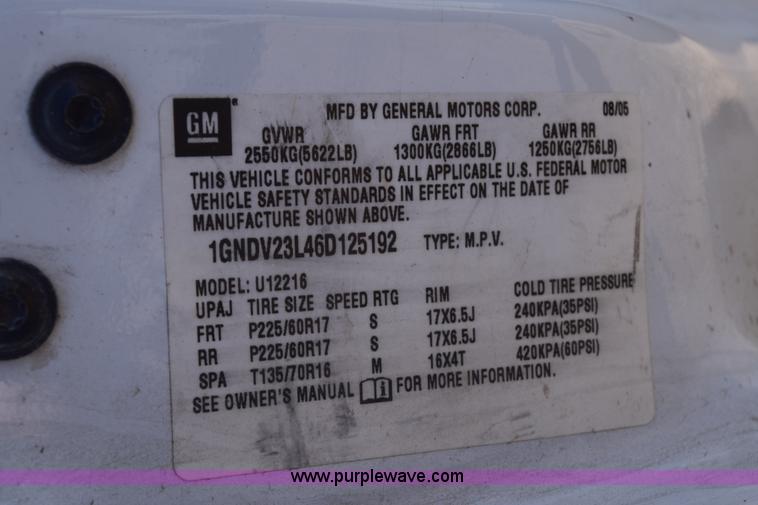 GM® MFD BY GENERAL MOTORS CORP. 08/05
GVWR GAWR FRT GAWR RR
2550KG(5622LB) 1300KG(2866LB) 1250KG(2756LB)
THIS VEHICLE CONFORMS TO ALL APPLICABLE U.S. FEDERAL MOTOR
VEHICLE SAFETY STANDARDS IN EFFECT ON THE DATE OF
MANUFACTURE SHOWN ABOVE.
1GNDV23L46D125192 TYPE: M.P.V.
MODEL: U12216
UPAJ TIRE SIZE SPEED RTG RIM COLD TIRE PRESSURE
FRT P225/60R17 S 17X6.5J 240KPA(35PSI)
RR P225/60R17 S 17X6.5J 240KPA(35PSI)
SPA T135/70R16 M 16X4T 420KPA(60PSI)
SEE OWNER'S MANUAL FOR MORE INFORMATION.
www.purplewave.com